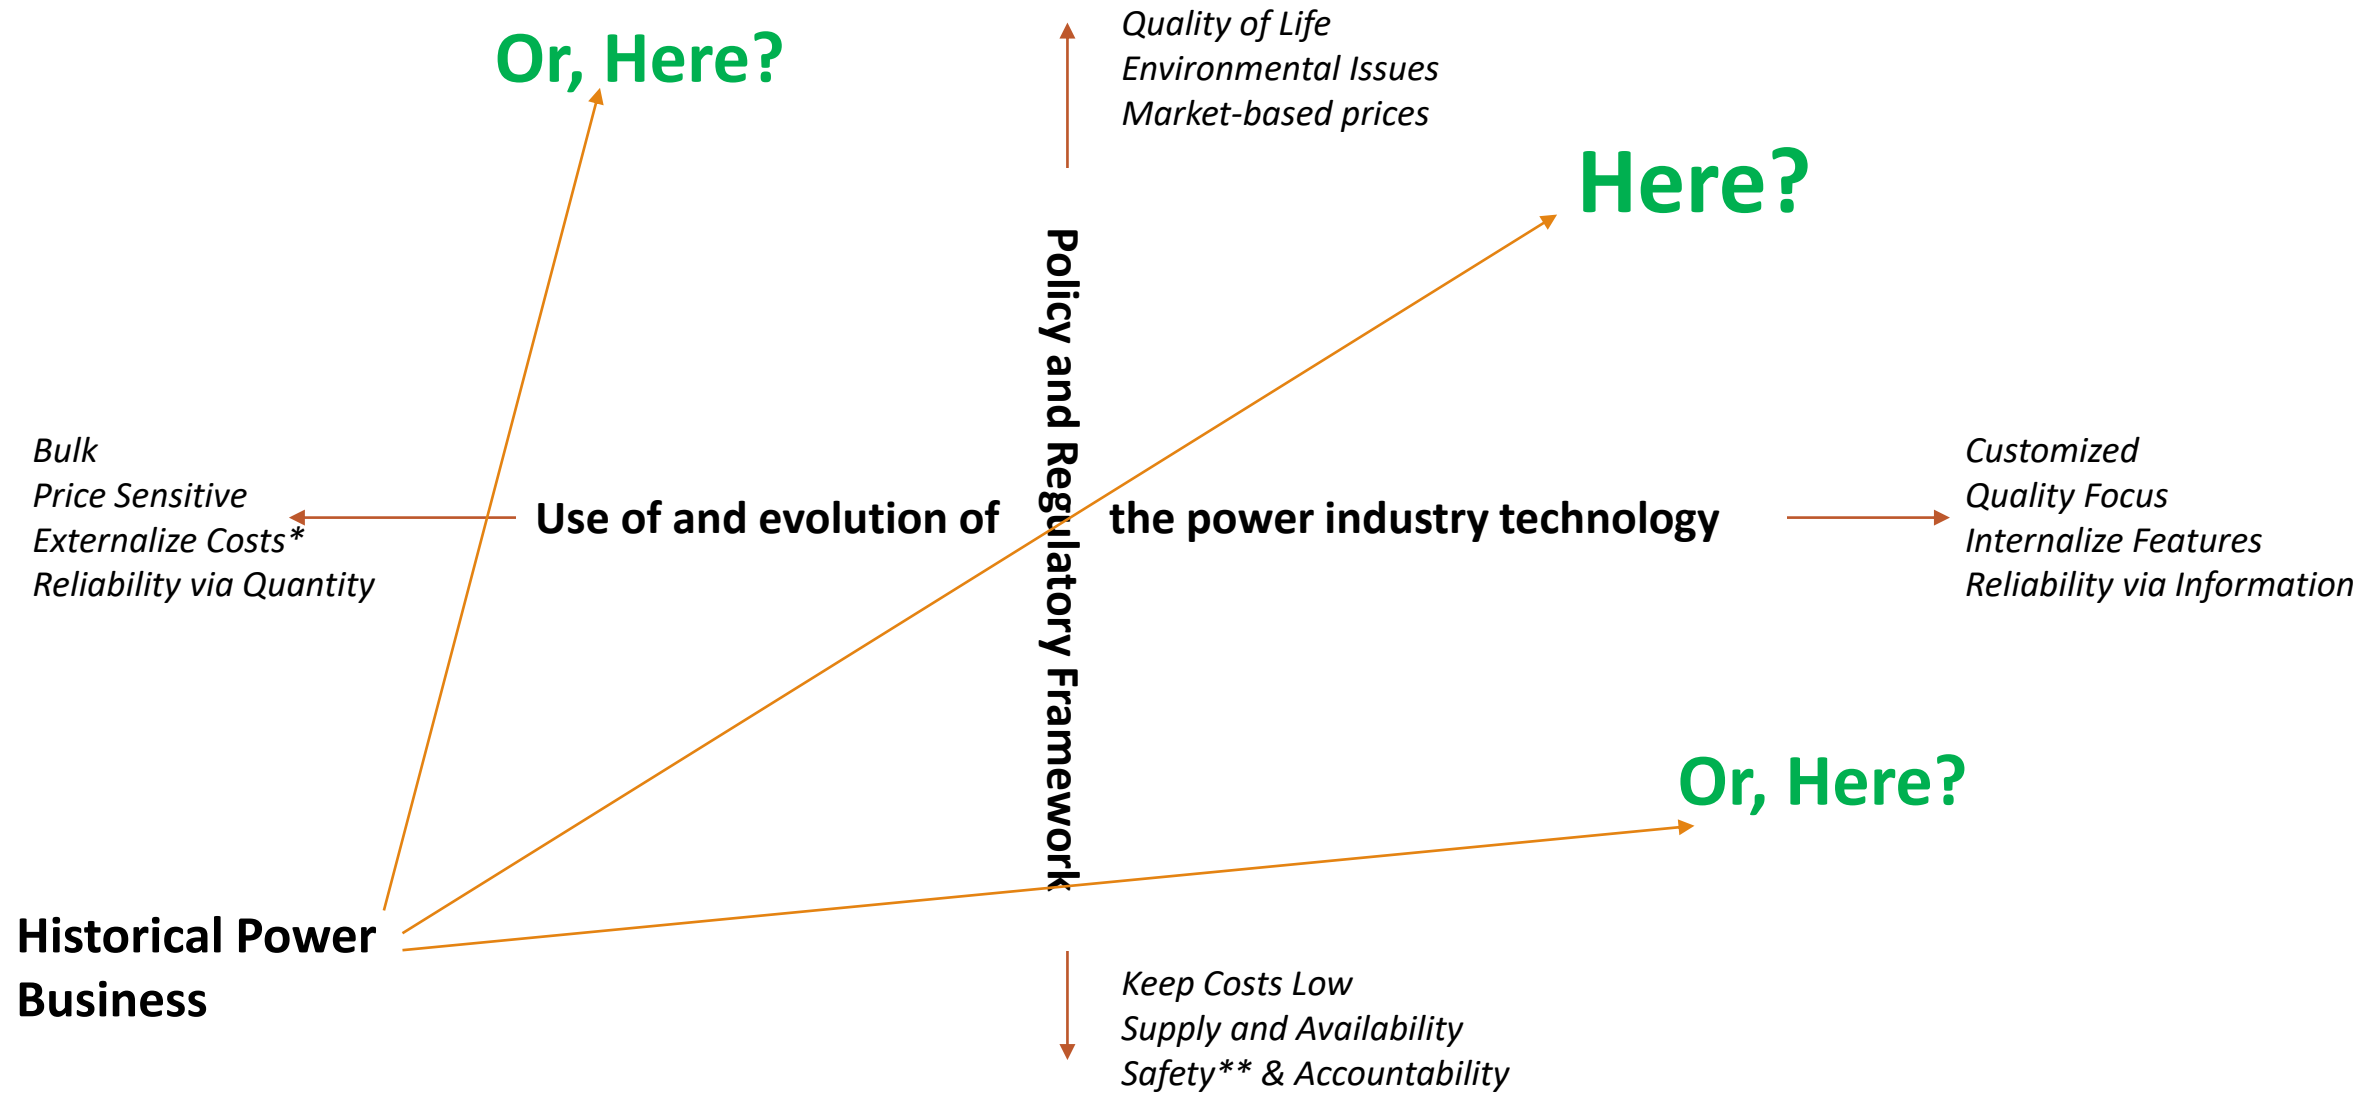 Or, Here?
Quality of Life
Environmental Issues
Market-based prices
Here?
Policy and Regulatory Framework
Bulk
Price Sensitive
Externalize Costs*
Reliability via Quantity
Use of and evolution of the power industry technology
Customized
Quality Focus
Internalize Features
Reliability via Information
Or, Here?
Historical Power
Business
Keep Costs Low
Supply and Availability
Safety** & Accountability